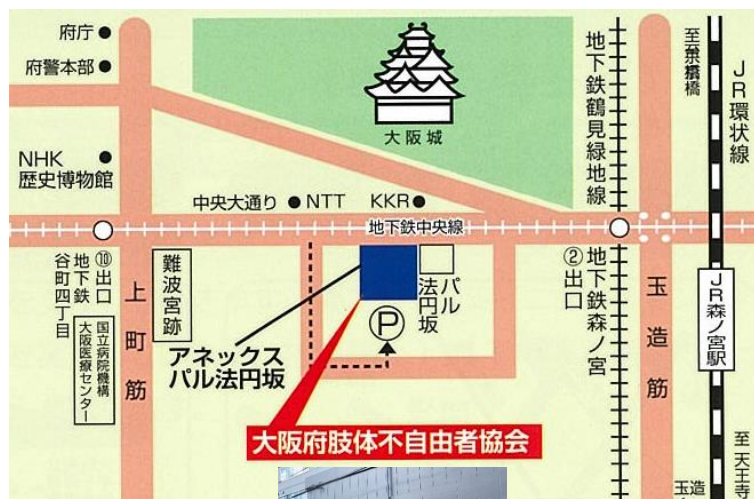 府庁
府警本部
大阪城
地下鉄鶴見緑地線
至京橋
JR環状線
NHK
歴史博物館
中央大通り
NTT
KKR
地下鉄中央線
⑩出口
地下鉄
谷町四丁目
難波宮跡
上町筋
国立病院機構
大阪医療センター
アネックス
パル法円坂
パル
法円坂
P
②出口
地下鉄森ノ宮
玉造筋
JR森ノ宮駅
大阪府肢体不自由者協会
至天王寺
玉造